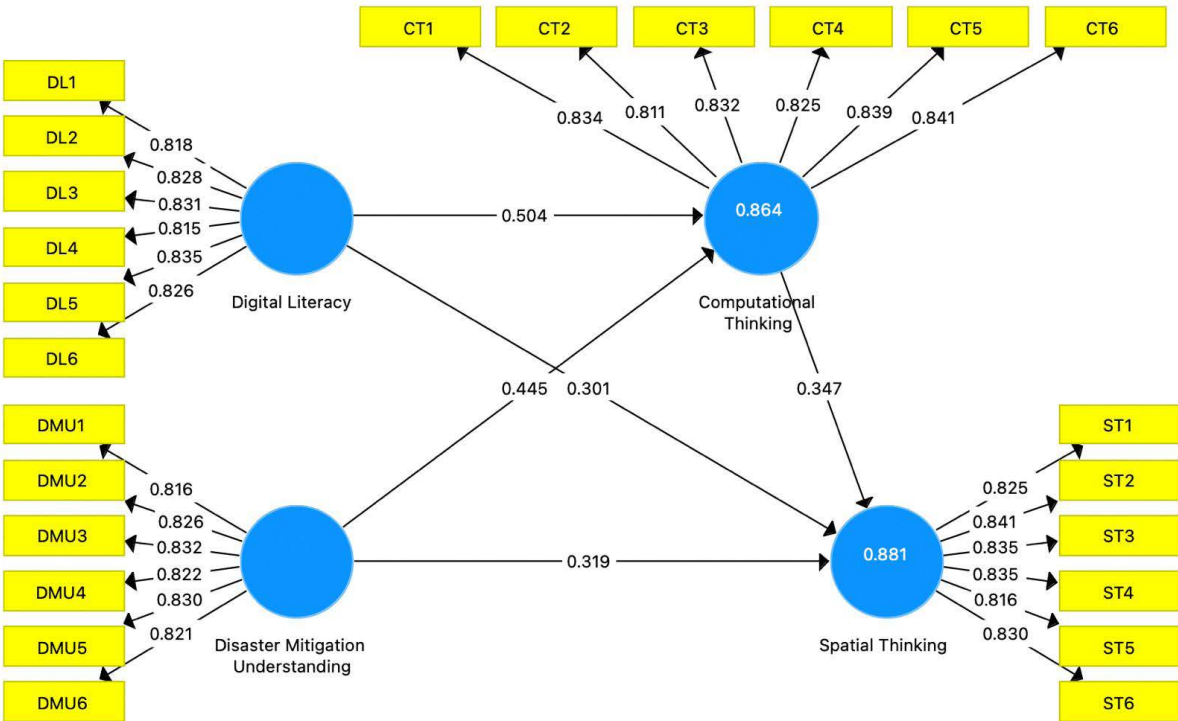 CT1
CT2
CT3
CT4
CT5
CT6
0.834
0.811
0.832
0.825
0.839
0.841
DL1
DL2
DL3
DL4
DL5
DL6
0.818
0.828
0.831
0.815
0.835
0.826
Digital Literacy
0.504
0.864
Computational
Thinking
0.445
0.301
0.347
DMU1
DMU2
DMU3
DMU4
DMU5
DMU6
0.816
0.826
0.832
0.822
0.830
0.821
Disaster Mitigation
Understanding
0.319
0.881
Spatial Thinking
0.825
0.841
0.835
0.835
0.816
0.830
ST1
ST2
ST3
ST4
ST5
ST6